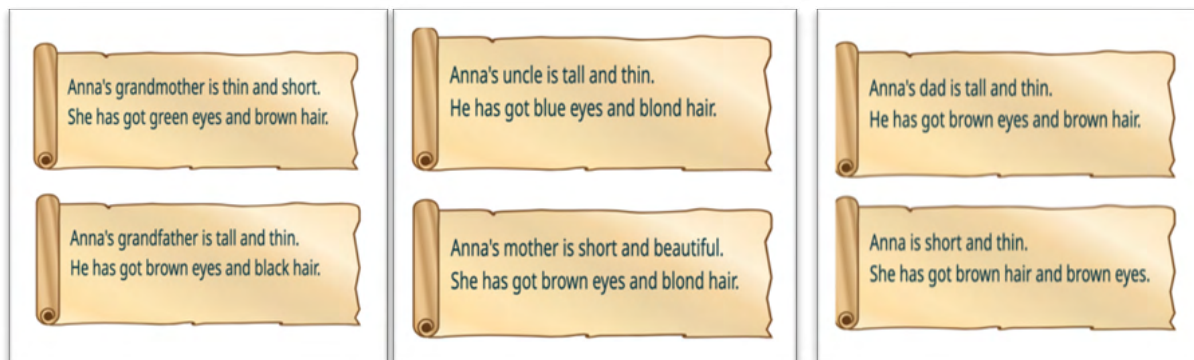 Anna's grandmother is thin and short.
She has got green eyes and brown hair.
Anna's grandfather is tall and thin.
He has got brown eyes and black hair.
Anna's uncle is tall and thin.
He has got blue eyes and blond hair.
Anna's mother is short and beautiful.
She has got brown eyes and blond hair.
Anna's dad is tall and thin.
He has got brown eyes and brown hair.
Anna is short and thin.
She has got brown hair and brown eyes.